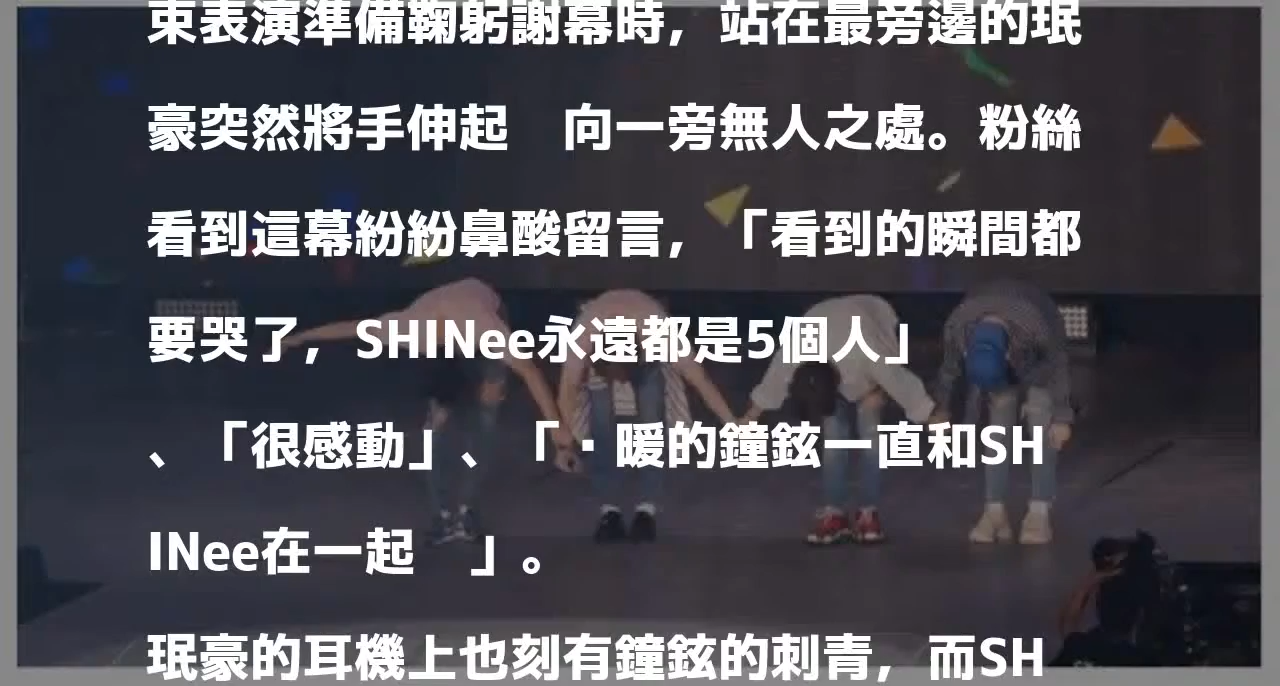 束表演準備鞠躬謝幕時，站在最旁邊的珉
豪突然將手伸起　向一旁無人之處。粉絲
看到這幕紛紛鼻酸留言，「看到的瞬間都
要哭了，SHINee永遠都是5個人」
、「很感動」、「·暖的鐘鉉一直和SH
INee在一起　」。
珉豪的耳機上也刻有鐘鉉的刺青，而SH